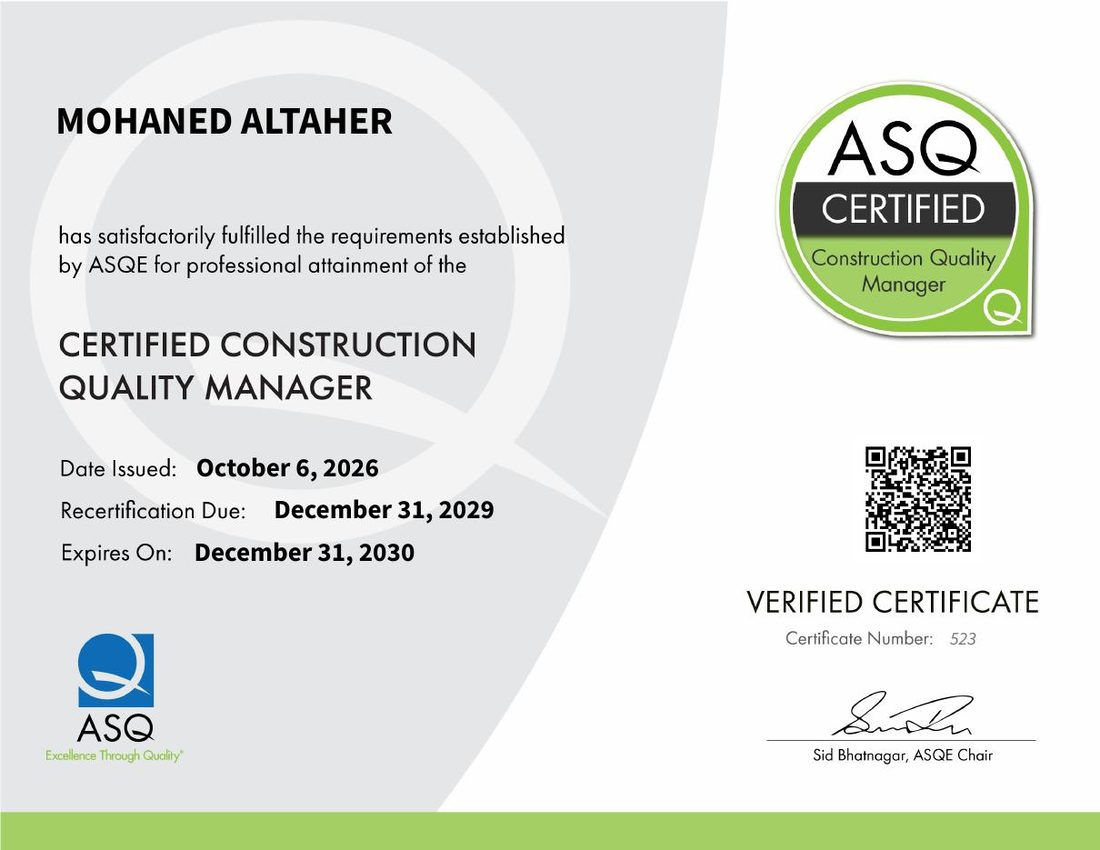 MOHANED ALTAHER
has satisfactorily fulfilled the requirements established
by ASQE for professional attainment of the
CERTIFIED CONSTRUCTION
QUALITY MANAGER
Date Issued: October 6, 2026
Recertification Due: December 31, 2029
Expires On: December 31, 2030
ASQ
Excellence Through Quality®
ASQ
CERTIFIED
Construction Quality
Manager
VERIFIED CERTIFICATE
Certificate Number: 523
Sid Bhatnagar, ASQE Chair